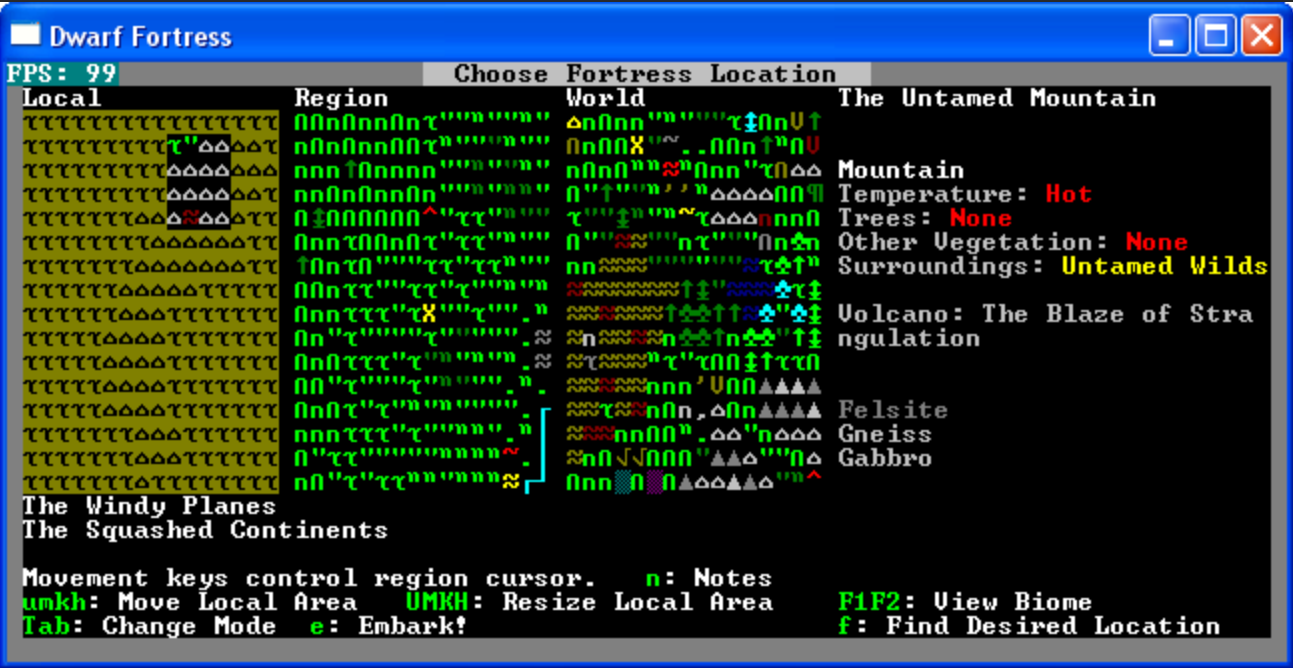 Dwarf Fortress
FPS: 99
Choose Fortress Location
Local
Region
World
The Untamed Mountain
Mountain
Temperature: Hot
Trees: None
Other Vegetation: None
Surroundings: Untamed Wilds
Volcano: The Blaze of Stra
ngulation
Felsite
Gneiss
Gabbro
The Windy Planes
The Squashed Continents
Movement keys control region cursor. n: Notes
umkh: Move Local Area UMKH: Resize Local Area F1F2: View Biome
Tab: Change Mode e: Embark! f: Find Desired Location